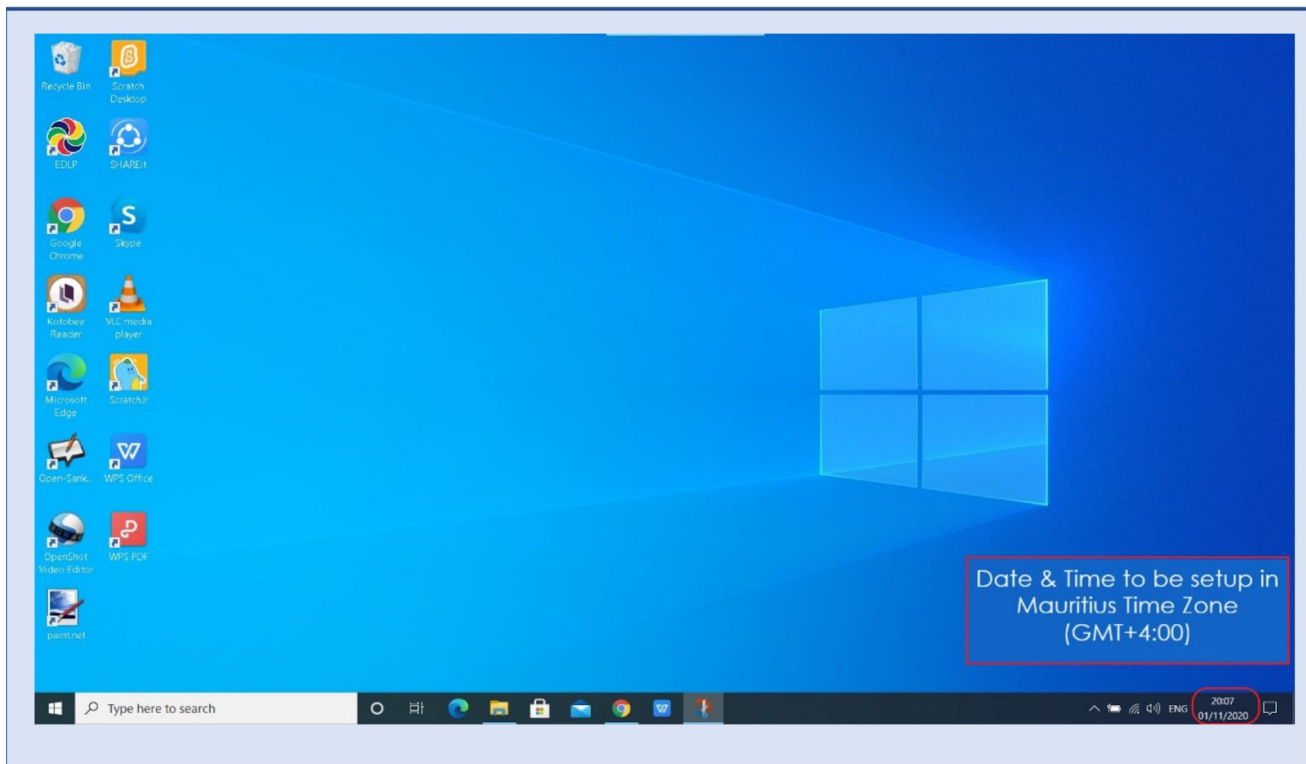 Recycle Bin
Scratch
Desktop
EDLP
SHAREit
Google
Chrome
Skype
Kotobee
Reader
VLC media
player
Microsoft
Edge
ScratchJr
Open-Sank...
WPS Office
OpenShot
Video Editor
WPS PDF
paint.net
Date & Time to be setup in
Mauritius Time Zone
(GMT+4:00)
Type here to search
ENG
20:07
01/11/2020